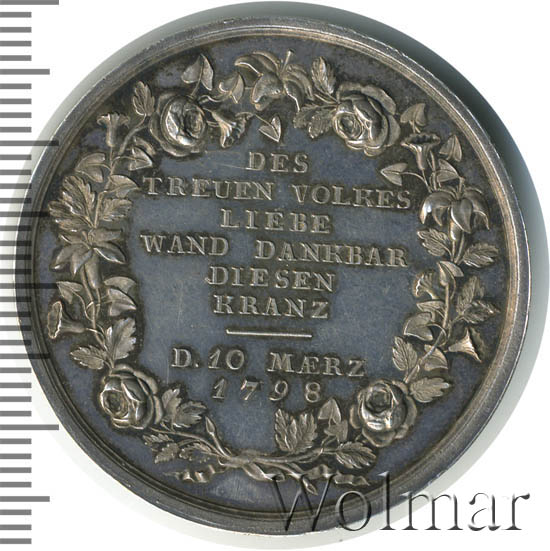 DES
TREUEN VOLKES
LIEBE
WAND DANKBAR
DIESEN
KRANZ
D. 10 MÆRZ
1798
Wolmar